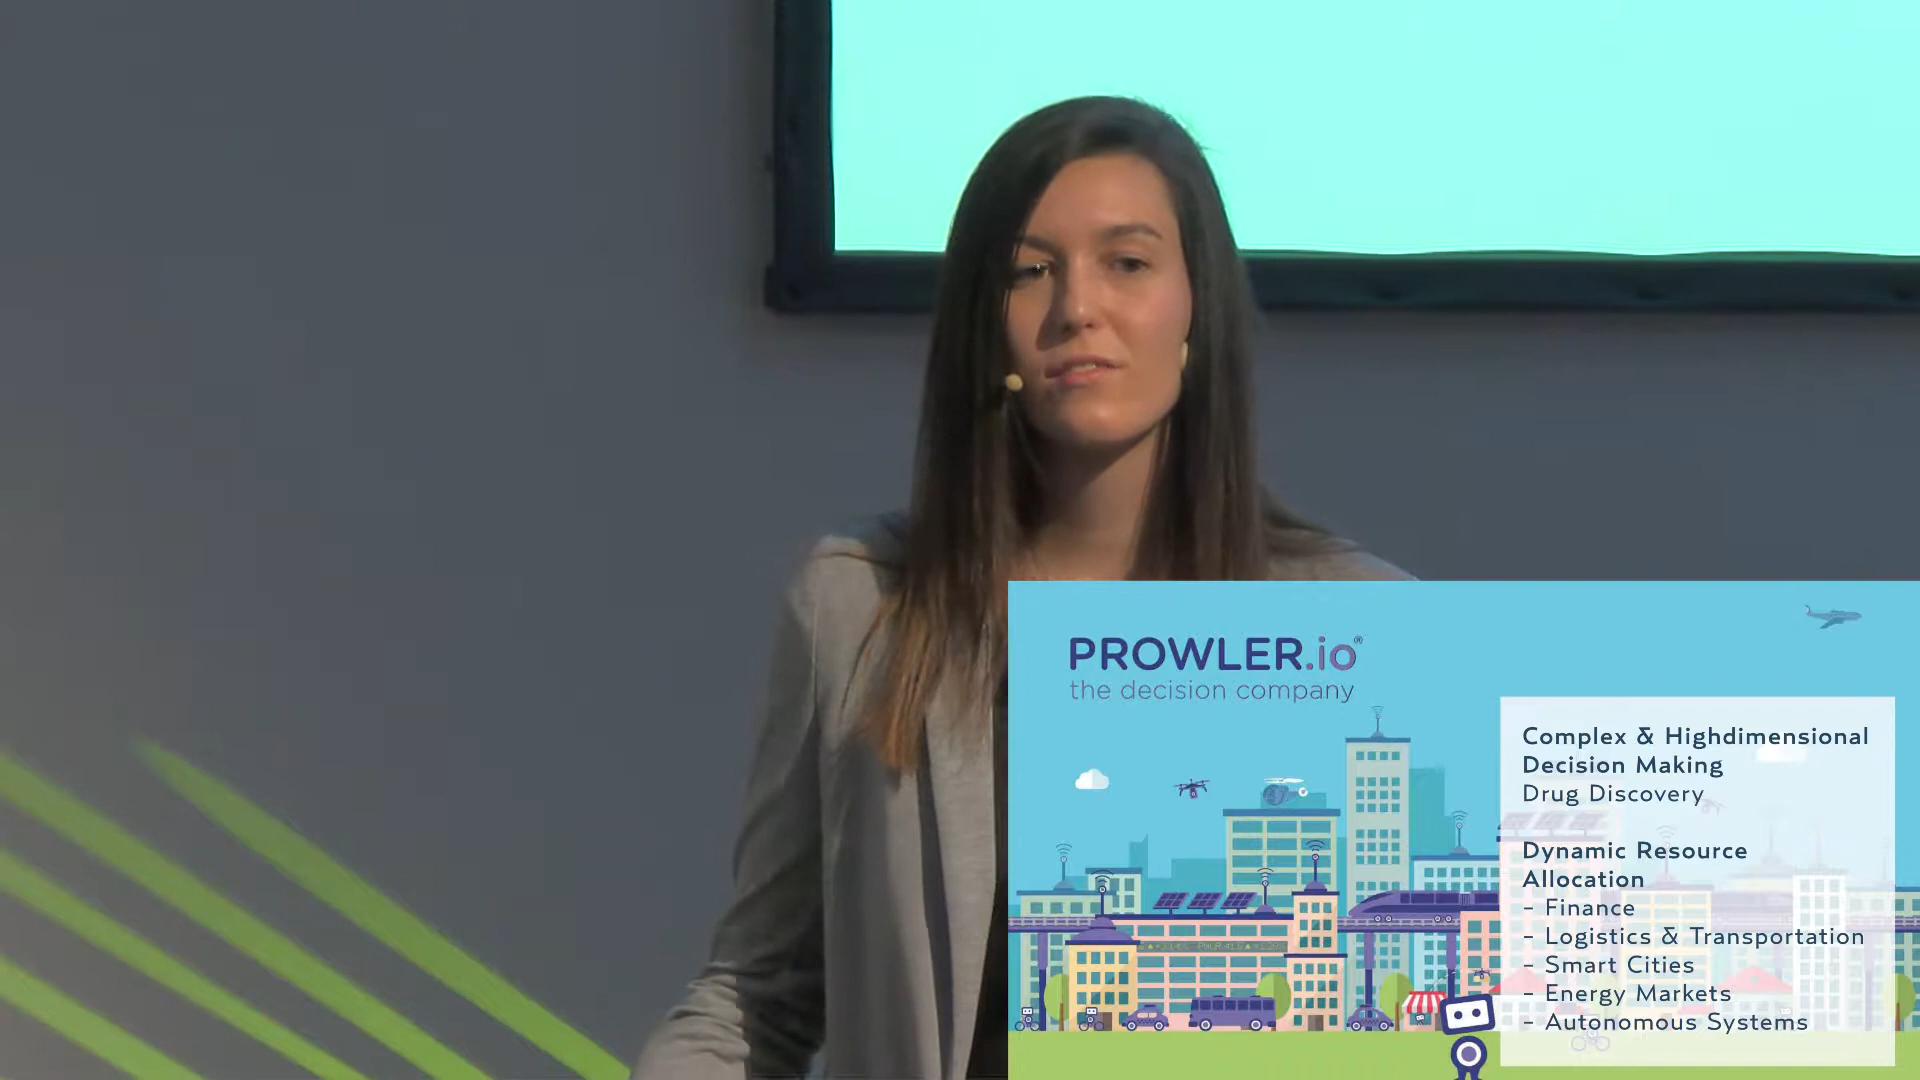 PROWLER.io®
the decision company
Complex & Highdimensional
Decision Making
Drug Discovery
Dynamic Resource
Allocation
- Finance
- Logistics & Transportation
- Smart Cities
- Energy Markets
- Autonomous Systems